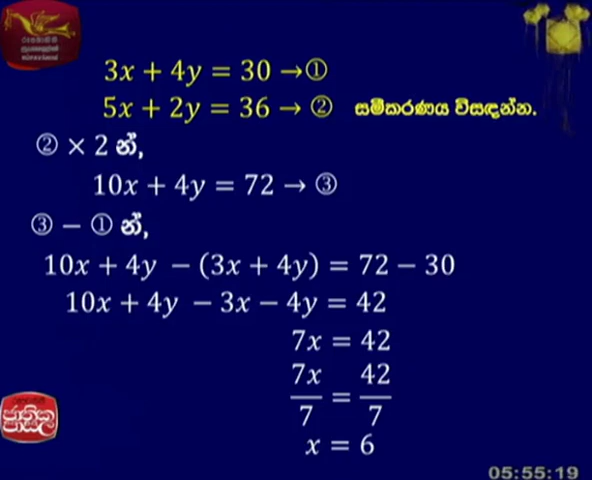 3x + 4y = 30 → ①
5x + 2y = 36 → ② සමීකරණය විසඳන්න.
② × 2 න්,
10x + 4y = 72 → ③
③ − ① න්,
10x + 4y − (3x + 4y) = 72 − 30
10x + 4y − 3x − 4y = 42
7x = 42
7x/7 = 42/7
x = 6
ජාතික
පාසල
05:55:19